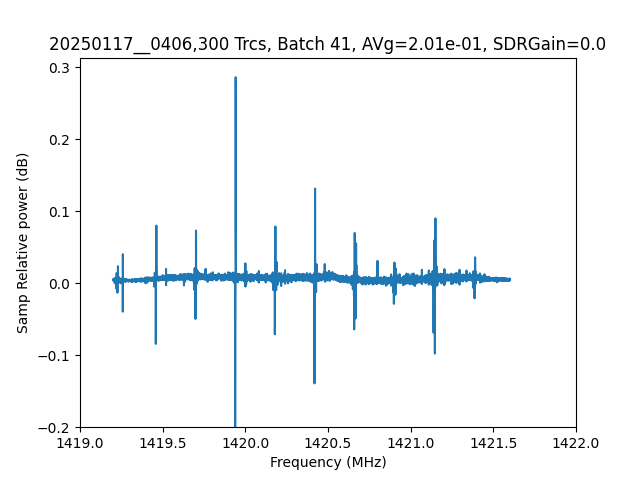 20250117__0406,300 Trcs, Batch 41, AVg=2.01e-01, SDRGain=0.0
Samp Relative power (dB)
0.3
0.2
0.1
0.0
−0.1
−0.2
1419.0 1419.5 1420.0 1420.5 1421.0 1421.5 1422.0
Frequency (MHz)